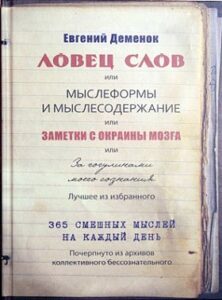 Евгений Деменок
ЛОВЕЦ СЛОВ
или
МЫСЛЕФОРМЫ
И МЫСЛЕСОДЕРЖАНИЕ
или
ЗАМЕТКИ С ОКРАИНЫ МОЗГА
или
За гогулинами
моего сознания
Лучшее из избранного
365 СМЕШНЫХ МЫСЛЕЙ
НА КАЖДЫЙ ДЕНЬ
Почерпнуто из архивов
коллективного бессознательного